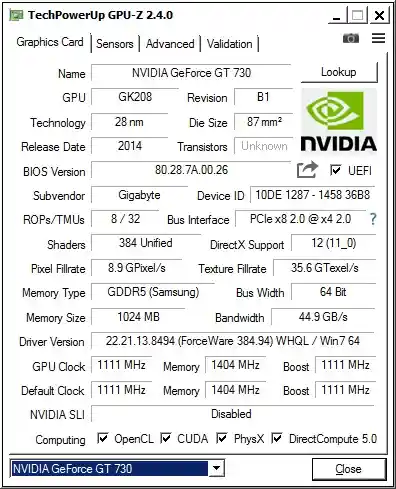 TechPowerUp GPU-Z 2.4.0
Graphics Card Sensors Advanced Validation
Name NVIDIA GeForce GT 730 Lookup
GPU GK208 Revision B1
Technology 28 nm Die Size 87 mm²
Release Date 2014 Transistors Unknown
NVIDIA
BIOS Version 80.28.7A.00.26 UEFI
Subvendor Gigabyte Device ID 10DE 1287 - 1458 36B8
ROPs/TMUs 8 / 32 Bus Interface PCIe x8 2.0 @ x4 2.0 ?
Shaders 384 Unified DirectX Support 12 (11_0)
Pixel Fillrate 8.9 GPixel/s Texture Fillrate 35.6 GTexel/s
Memory Type GDDR5 (Samsung) Bus Width 64 Bit
Memory Size 1024 MB Bandwidth 44.9 GB/s
Driver Version 22.21.13.8494 (ForceWare 384.94) WHQL / Win7 64
GPU Clock 1111 MHz Memory 1404 MHz Boost 1111 MHz
Default Clock 1111 MHz Memory 1404 MHz Boost 1111 MHz
NVIDIA SLI Disabled
Computing OpenCL CUDA PhysX DirectCompute 5.0
NVIDIA GeForce GT 730 Close